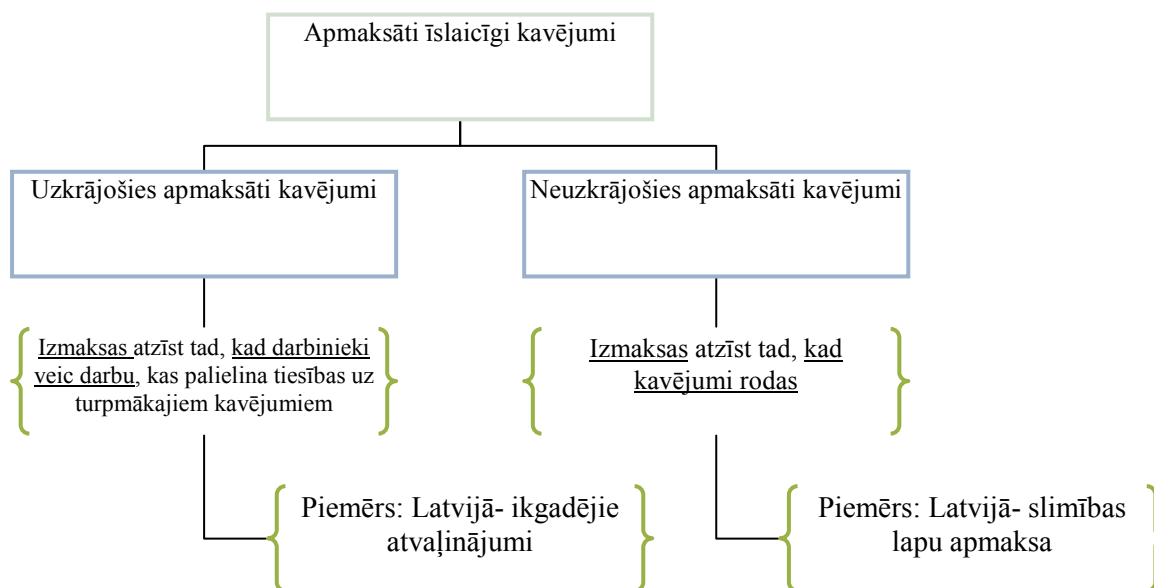 Apmaksāti īslaicīgi kavējumi
Uzkrājošies apmaksāti kavējumi
Neuzkrājošies apmaksāti kavējumi
Izmaksas atzīst tad, kad darbinieki
veic darbu, kas palielina tiesības uz
turpmākajiem kavējumiem
Izmaksas atzīst tad, kad
kavējumi rodas
Piemērs: Latvijā- ikgadējie
atvaļinājumi
Piemērs: Latvijā- slimības
lapu apmaksa